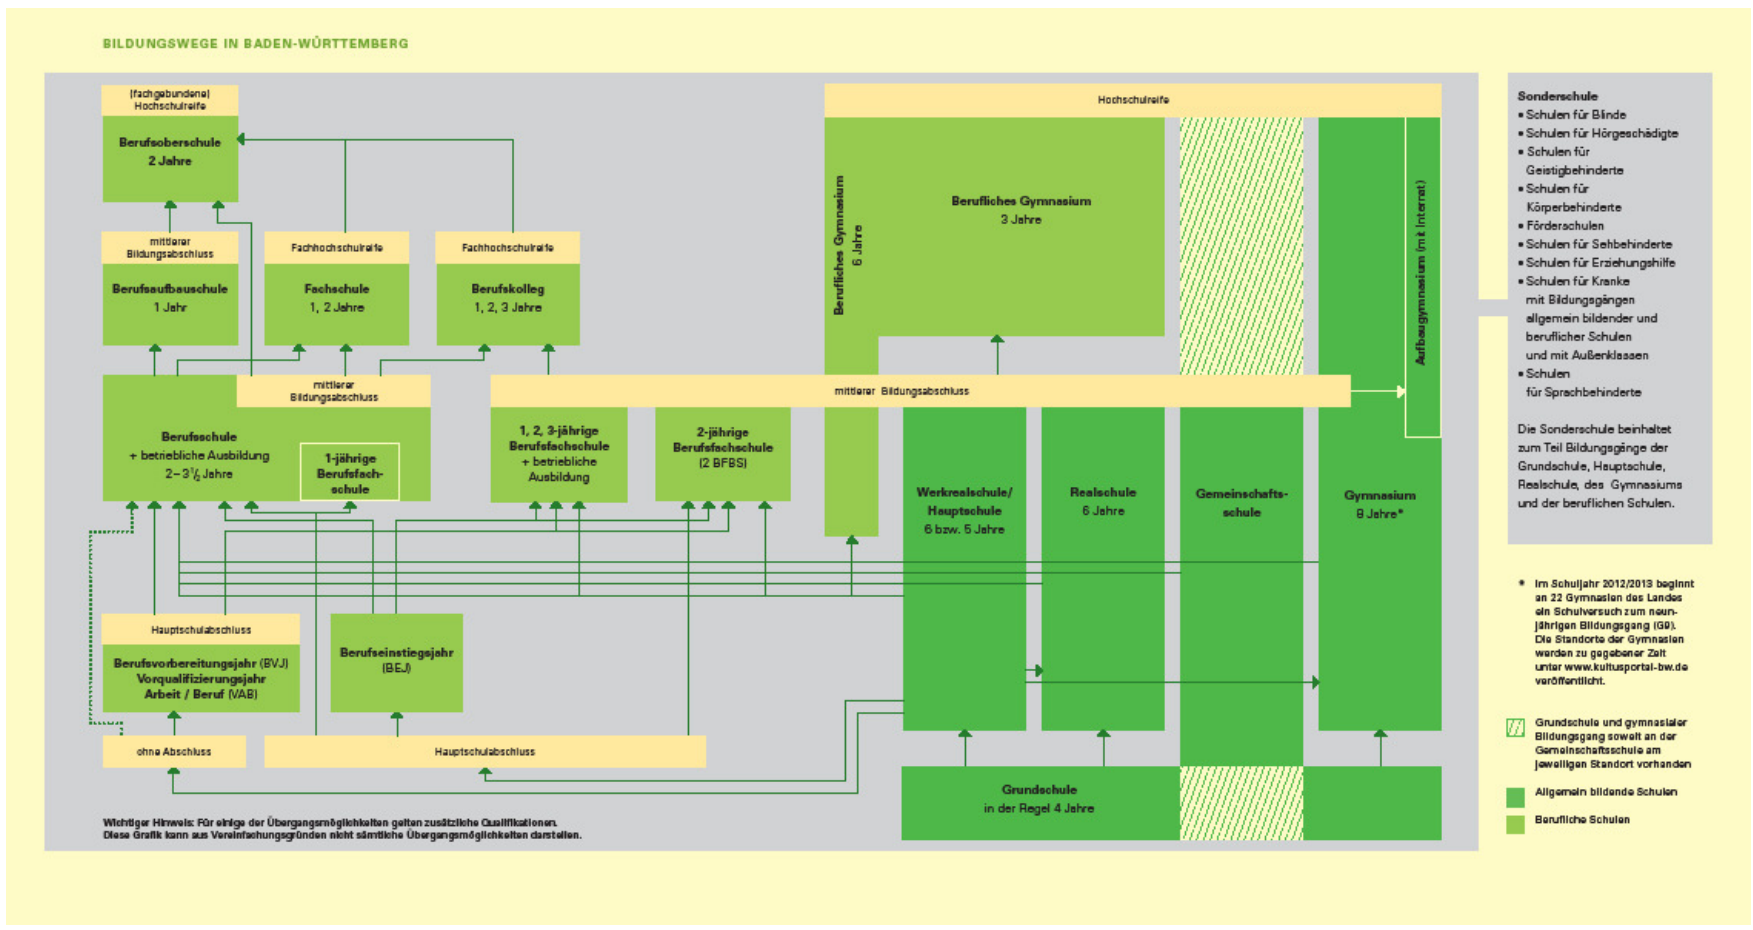 BILDUNGSWEGE IN BADEN-WÜRTTEMBERG
(fachgebundene)
Hochschulreife
Berufsoberschule
2 Jahre
mittlerer
Bildungsabschluss
Berufsaufbauschule
1 Jahr
Fachhochschulreife
Fachschule
1, 2 Jahre
Fachhochschulreife
Berufskolleg
1, 2, 3 Jahre
Hochschulreife
Berufliches Gymnasium
6 Jahre
Berufliches Gymnasium
3 Jahre
Aufbaugymnasium (mit Internat)
mittlerer
Bildungsabschluss
Berufsschule
+ betriebliche Ausbildung
2–3 1/2 Jahre
1-jährige
Berufsfach-
schule
mittlerer Bildungsabschluss
1, 2, 3-jährige
Berufsfachschule
+ betriebliche
Ausbildung
2-jährige
Berufsfachschule
(2 BFBS)
Werkrealschule/
Hauptschule
6 bzw. 5 Jahre
Realschule
6 Jahre
Gemeinschafts-
schule
Gymnasium
8 Jahre*
Hauptschulabschluss
Berufsvorbereitungsjahr (BVJ)
Vorqualifizierungsjahr
Arbeit / Beruf (VAB)
Berufseinstiegsjahr
(BEJ)
ohne Abschluss
Hauptschulabschluss
Grundschule
in der Regel 4 Jahre
Wichtiger Hinweis: Für einige der Übergangsmöglichkeiten gelten zusätzliche Qualifikationen.
Diese Grafik kann aus Vereinfachungsgründen nicht sämtliche Übergangsmöglichkeiten darstellen.
Sonderschule
• Schulen für Blinde
• Schulen für Hörgeschädigte
• Schulen für
Geistigbehinderte
• Schulen für
Körperbehinderte
• Förderschulen
• Schulen für Sehbehinderte
• Schulen für Erziehungshilfe
• Schulen für Kranke
mit Bildungsgängen
allgemein bildender und
beruflicher Schulen
und mit Außenklassen
• Schulen
für Sprachbehinderte
Die Sonderschule beinhaltet
zum Teil Bildungsgänge der
Grundschule, Hauptschule,
Realschule, des Gymnasiums
und der beruflichen Schulen.
* Im Schuljahr 2012/2013 beginnt
an 22 Gymnasien des Landes
ein Schulversuch zum neun-
jährigen Bildungsgang (G9).
Die Standorte der Gymnasien
werden zu gegebener Zeit
unter www.kultusportal-bw.de
veröffentlicht.
Grundschule und gymnasialer
Bildungsgang soweit an der
Gemeinschaftsschule am
jeweiligen Standort vorhanden
Allgemein bildende Schulen
Berufliche Schulen